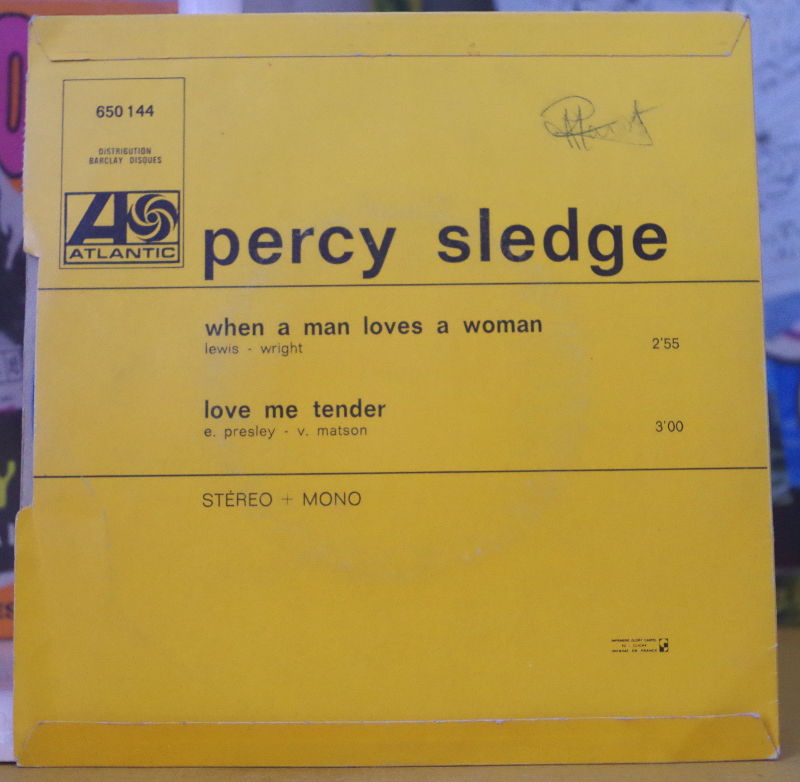 650 144
DISTRIBUTION
BARCLAY DISQUES
ATLANTIC
percy sledge
when a man loves a woman
lewis - wright 2'55
love me tender
e. presley - v. matson 3'00
STÉREO + MONO